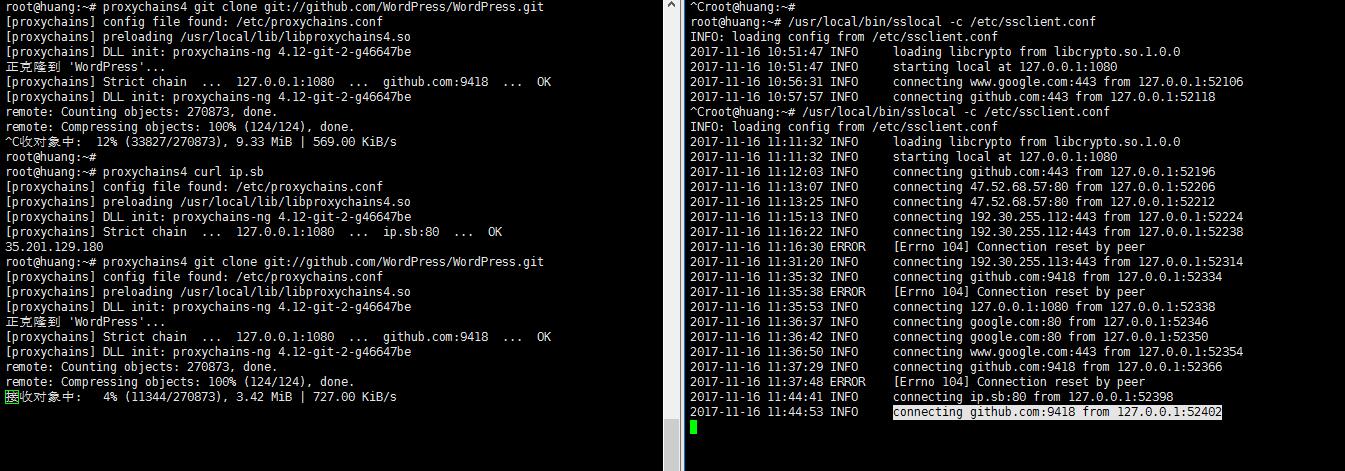 root@huang:~# proxychains4 git clone git://github.com/WordPress/WordPress.git
[proxychains] config file found: /etc/proxychains.conf
[proxychains] preloading /usr/local/lib/libproxychains4.so
[proxychains] DLL init: proxychains-ng 4.12-git-2-g46647be
正克隆到 'WordPress'...
[proxychains] Strict chain  ...  127.0.0.1:1080  ...  github.com:9418  ...  OK
[proxychains] DLL init: proxychains-ng 4.12-git-2-g46647be
remote: Counting objects: 270873, done.
remote: Compressing objects: 100% (124/124), done.
^C收对象中:  12% (33827/270873), 9.33 MiB | 569.00 KiB/s
root@huang:~#
root@huang:~# proxychains4 curl ip.sb
[proxychains] config file found: /etc/proxychains.conf
[proxychains] preloading /usr/local/lib/libproxychains4.so
[proxychains] DLL init: proxychains-ng 4.12-git-2-g46647be
[proxychains] Strict chain  ...  127.0.0.1:1080  ...  ip.sb:80  ...  OK
35.201.129.180
root@huang:~# proxychains4 git clone git://github.com/WordPress/WordPress.git
[proxychains] config file found: /etc/proxychains.conf
[proxychains] preloading /usr/local/lib/libproxychains4.so
[proxychains] DLL init: proxychains-ng 4.12-git-2-g46647be
正克隆到 'WordPress'...
[proxychains] Strict chain  ...  127.0.0.1:1080  ...  github.com:9418  ...  OK
[proxychains] DLL init: proxychains-ng 4.12-git-2-g46647be
remote: Counting objects: 270873, done.
remote: Compressing objects: 100% (124/124), done.
接收对象中:   4% (11344/270873), 3.42 MiB | 727.00 KiB/s
^Croot@huang:~#
root@huang:~# /usr/local/bin/sslocal -c /etc/ssclient.conf
INFO: loading config from /etc/ssclient.conf
2017-11-16 10:51:47 INFO     loading libcrypto from libcrypto.so.1.0.0
2017-11-16 10:51:47 INFO     starting local at 127.0.0.1:1080
2017-11-16 10:56:31 INFO     connecting www.google.com:443 from 127.0.0.1:52106
2017-11-16 10:57:57 INFO     connecting github.com:443 from 127.0.0.1:52118
^Croot@huang:~# /usr/local/bin/sslocal -c /etc/ssclient.conf
INFO: loading config from /etc/ssclient.conf
2017-11-16 11:11:32 INFO     loading libcrypto from libcrypto.so.1.0.0
2017-11-16 11:11:32 INFO     starting local at 127.0.0.1:1080
2017-11-16 11:12:03 INFO     connecting github.com:443 from 127.0.0.1:52196
2017-11-16 11:13:07 INFO     connecting 47.52.68.57:80 from 127.0.0.1:52206
2017-11-16 11:13:25 INFO     connecting 47.52.68.57:80 from 127.0.0.1:52212
2017-11-16 11:15:13 INFO     connecting 192.30.255.112:443 from 127.0.0.1:52224
2017-11-16 11:16:22 INFO     connecting 192.30.255.112:443 from 127.0.0.1:52238
2017-11-16 11:16:30 ERROR    [Errno 104] Connection reset by peer
2017-11-16 11:31:20 INFO     connecting 192.30.255.113:443 from 127.0.0.1:52314
2017-11-16 11:35:32 INFO     connecting github.com:9418 from 127.0.0.1:52334
2017-11-16 11:35:38 ERROR    [Errno 104] Connection reset by peer
2017-11-16 11:35:53 INFO     connecting 127.0.0.1:1080 from 127.0.0.1:52338
2017-11-16 11:36:37 INFO     connecting google.com:80 from 127.0.0.1:52346
2017-11-16 11:36:42 INFO     connecting google.com:80 from 127.0.0.1:52350
2017-11-16 11:36:50 INFO     connecting www.google.com:443 from 127.0.0.1:52354
2017-11-16 11:37:29 INFO     connecting github.com:9418 from 127.0.0.1:52366
2017-11-16 11:37:48 ERROR    [Errno 104] Connection reset by peer
2017-11-16 11:44:41 INFO     connecting ip.sb:80 from 127.0.0.1:52398
2017-11-16 11:44:53 INFO     connecting github.com:9418 from 127.0.0.1:52402